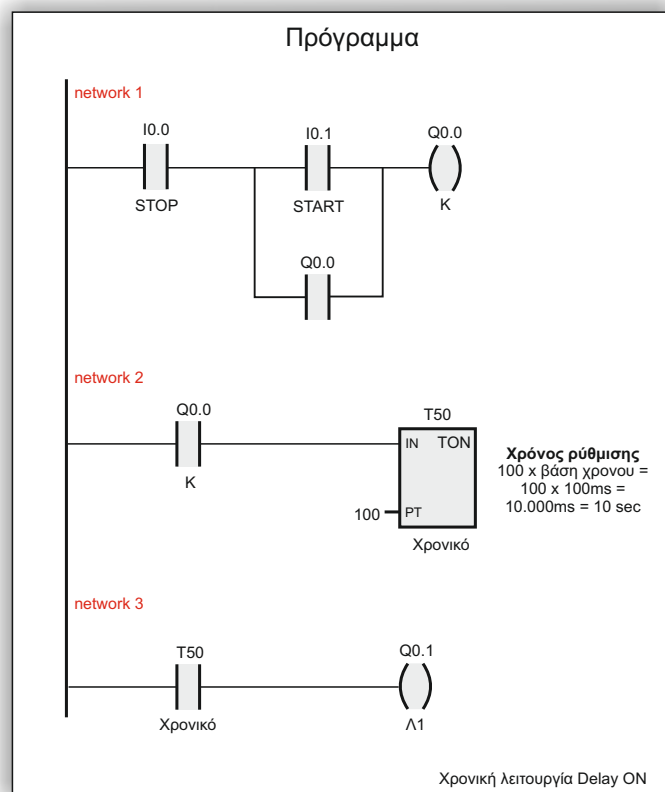 Πρόγραμμα
network 1
I0.0
I0.1
Q0.0
STOP
START
K
Q0.0
network 2
Q0.0
T50
IN TON
K
100
PT
Χρονικό
Χρόνος ρύθμισης
100 x βάση χρονου =
100 x 100ms =
10.000ms = 10 sec
network 3
T50
Q0.1
Χρονικό
Λ1
Χρονική λειτουργία Delay ON